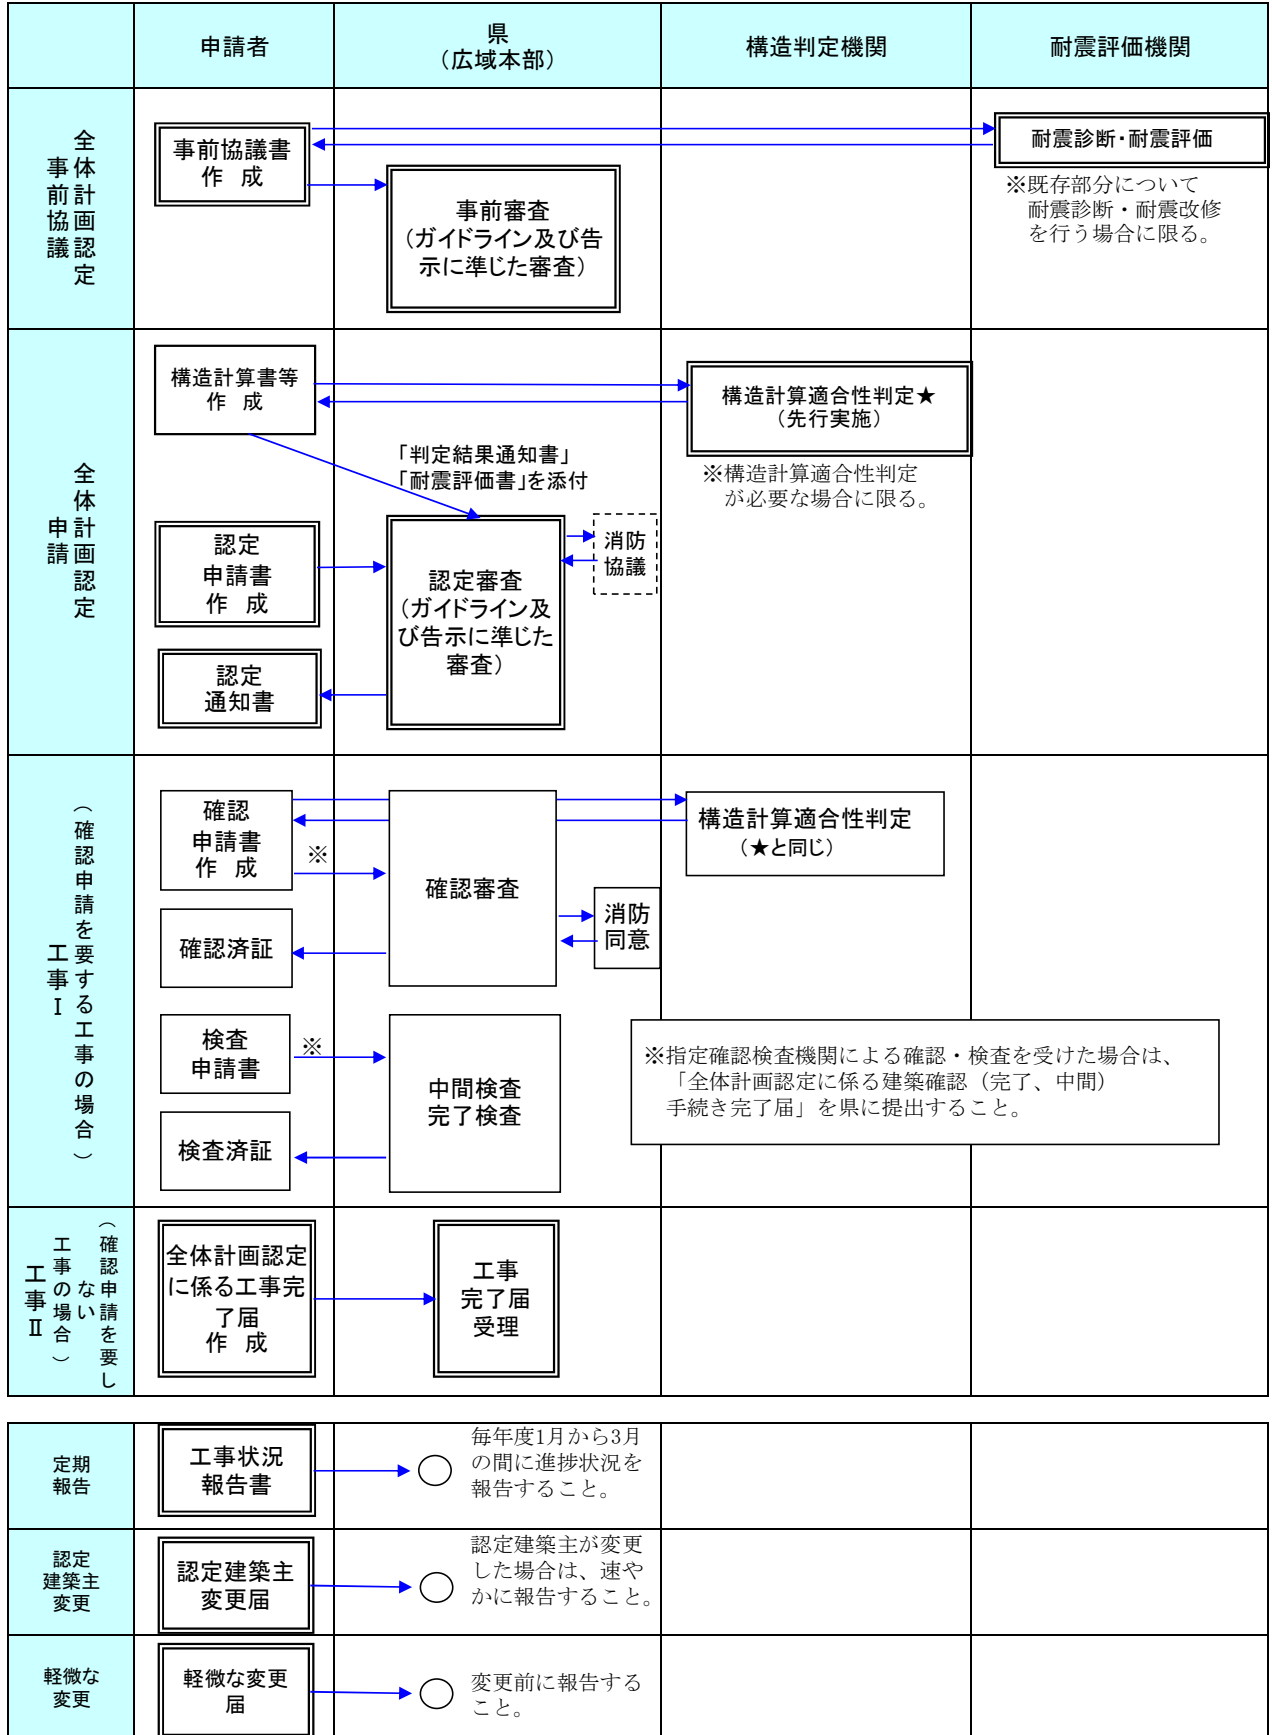 申請者
県
（広域本部）
構造判定機関
耐震評価機関
全体計画認定
事前協議
事前協議書
作　成
事前審査
（ガイドライン及び告
示に準じた審査）
耐震診断・耐震評価
※既存部分について
耐震診断・耐震改修
を行う場合に限る。
全体計画認定
申請
構造計算書等
作　成
構造計算適合性判定★
（先行実施）
※構造計算適合性判定
が必要な場合に限る。
「判定結果通知書」
「耐震評価書」を添付
認定
申請書
作　成
認定審査
（ガイドライン及
び告示に準じた
審査）
消防
協議
認定
通知書
（確認申請を要する工事の場合）
工事Ⅰ
確認
申請書
作　成
※
確認審査
構造計算適合性判定
（★と同じ）
消防
同意
確認済証
検査
申請書
※
中間検査
完了検査
検査済証
※指定確認検査機関による確認・検査を受けた場合は、
「全体計画認定に係る建築確認（完了、中間）
手続き完了届」を県に提出すること。
（確認申請を要し
ない
工事の場合）
工事Ⅱ
全体計画認定
に係る工事完
了届
作　成
工事
完了届
受理
定期
報告
工事状況
報告書
毎年度1月から3月
の間に進捗状況を
報告すること。
認定
建築主
変更
認定建築主
変更届
認定建築主が変更
した場合は、速や
かに報告すること。
軽微な
変更
軽微な変更
届
変更前に報告する
こと。